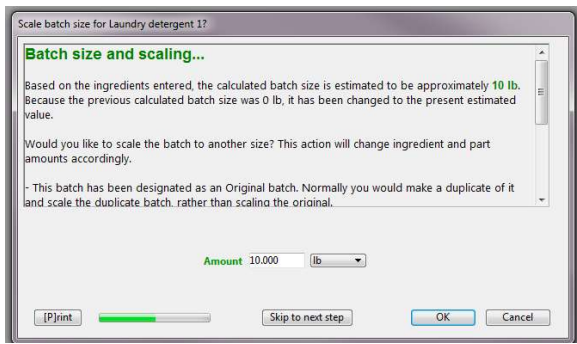 Scale batch size for Laundry detergent 1?
Batch size and scaling...
Based on the ingredients entered, the calculated batch size is estimated to be approximately 10 lb.
Because the previous calculated batch size was 0 lb, it has been changed to the present estimated
value.
Would you like to scale the batch to another size? This action will change ingredient and part
amounts accordingly.
- This batch has been designated as an Original batch. Normally you would make a duplicate of it
and scale the duplicate batch, rather than scaling the original.
Amount 10.000 lb
[P]rint Skip to next step OK Cancel